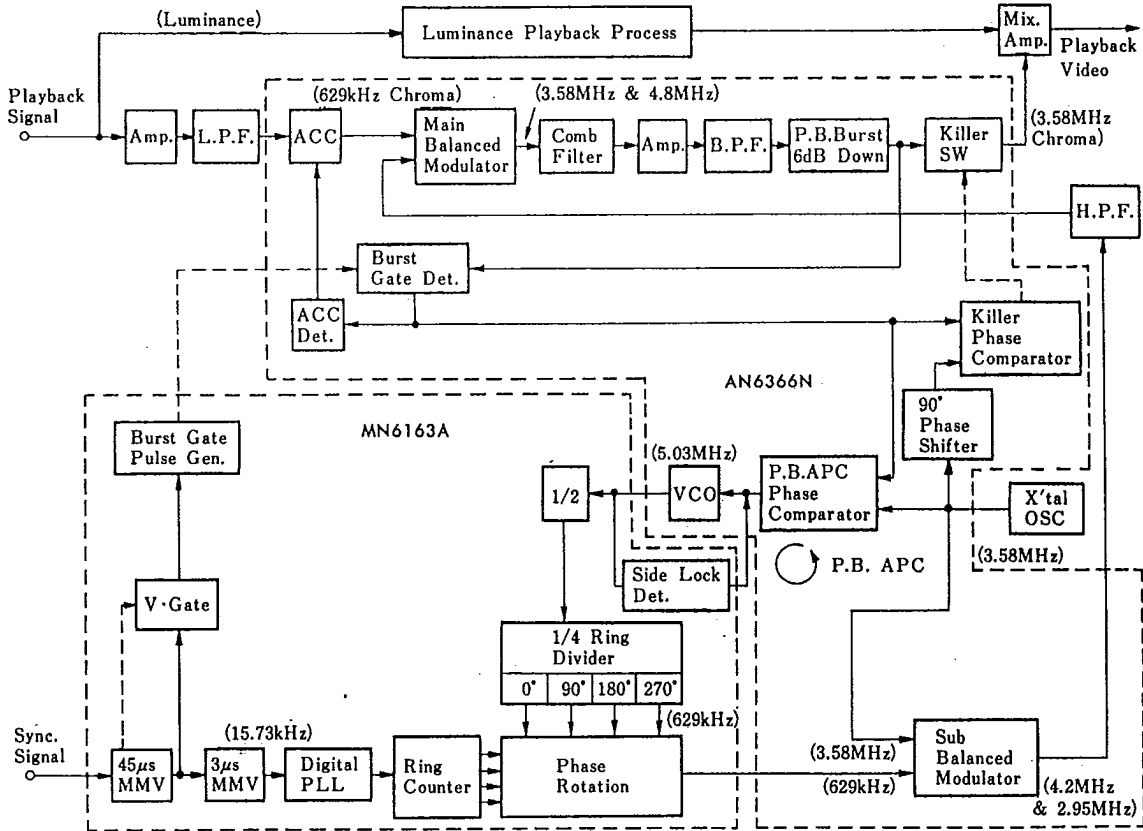 (Luminance)
Luminance Playback Process
Mix.
Amp.
Playback
Video
Playback
Signal
Amp.
L.P.F.
ACC
(629kHz Chroma)
Main
Balanced
Modulator
(3.58MHz & 4.8MHz)
Comb
Filter
Amp.
B.P.F.
P.B.Burst
6dB Down
Killer
SW
(3.58MHz
Chroma)
H.P.F.
Burst
Gate Det.
ACC
Det.
Killer
Phase
Comparator
AN6366N
90°
Phase
Shifter
MN6163A
Burst Gate
Pulse Gen.
(5.03MHz)
1/2
VCO
P.B.APC
Phase
Comparator
X'tal
OSC
(3.58MHz)
P.B. APC
Side Lock
Det.
V·Gate
1/4 Ring
Divider
0° 90° 180° 270°
(629kHz)
Sync.
Signal
45μs
MMV
(15.73kHz)
3μs
MMV
Digital
PLL
Ring
Counter
Phase
Rotation
(3.58MHz)
(629kHz)
Sub
Balanced
Modulator
(4.2MHz
& 2.95MHz)